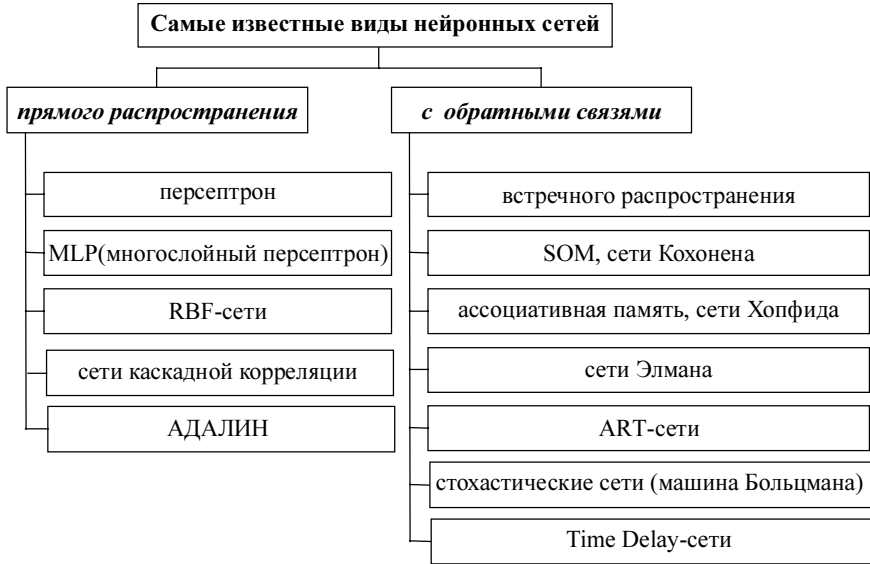 Самые известные виды нейронных сетей
прямого распространения
с обратными связями
персептрон
MLP(многослойный персептрон)
RBF-сети
сети каскадной корреляции
АДАЛИН
встречного распространения
SOM, сети Кохонена
ассоциативная память, сети Хопфида
сети Элмана
ART-сети
стохастические сети (машина Больцмана)
Time Delay-сети